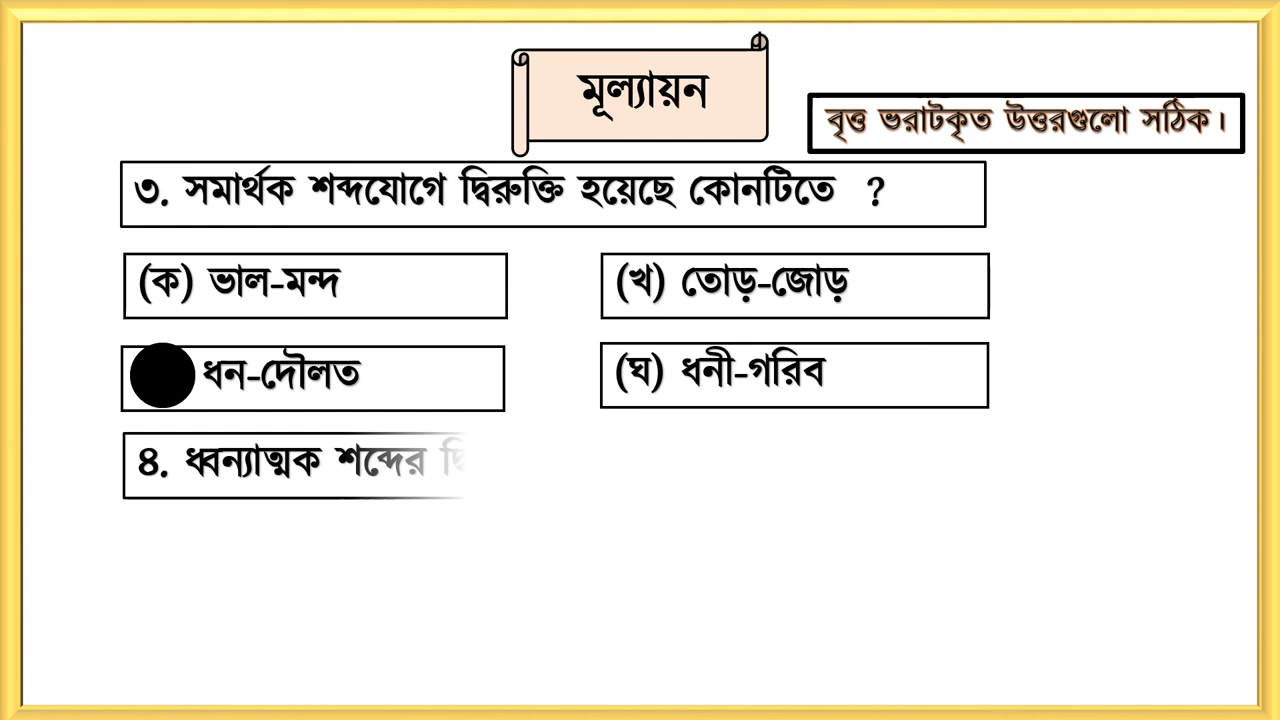 মূল্যায়ন
বৃত্ত ভরাটকৃত উত্তরগুলো সঠিক।
৩. সমার্থক শব্দযোগে দ্বিরুক্তি হয়েছে কোনটিতে ?
(ক) ভাল-মন্দ
(খ) তোড়-জোড়
ধন-দৌলত
(ঘ) ধনী-গরিব
৪. ধ্বন্যাত্মক শব্দের